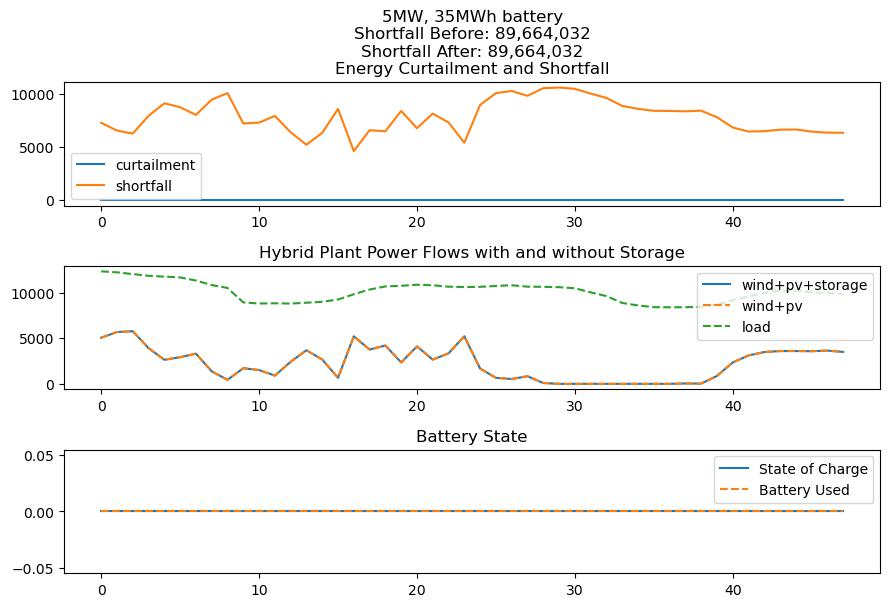 5MW, 35MWh battery
Shortfall Before: 89,664,032
Shortfall After: 89,664,032
Energy Curtailment and Shortfall
10000
5000
0
curtailment
shortfall
0 10 20 30 40
Hybrid Plant Power Flows with and without Storage
10000
5000
0
wind+pv+storage
wind+pv
load
0 10 20 30 40
Battery State
0.05
0.00
-0.05
State of Charge
Battery Used
0 10 20 30 40